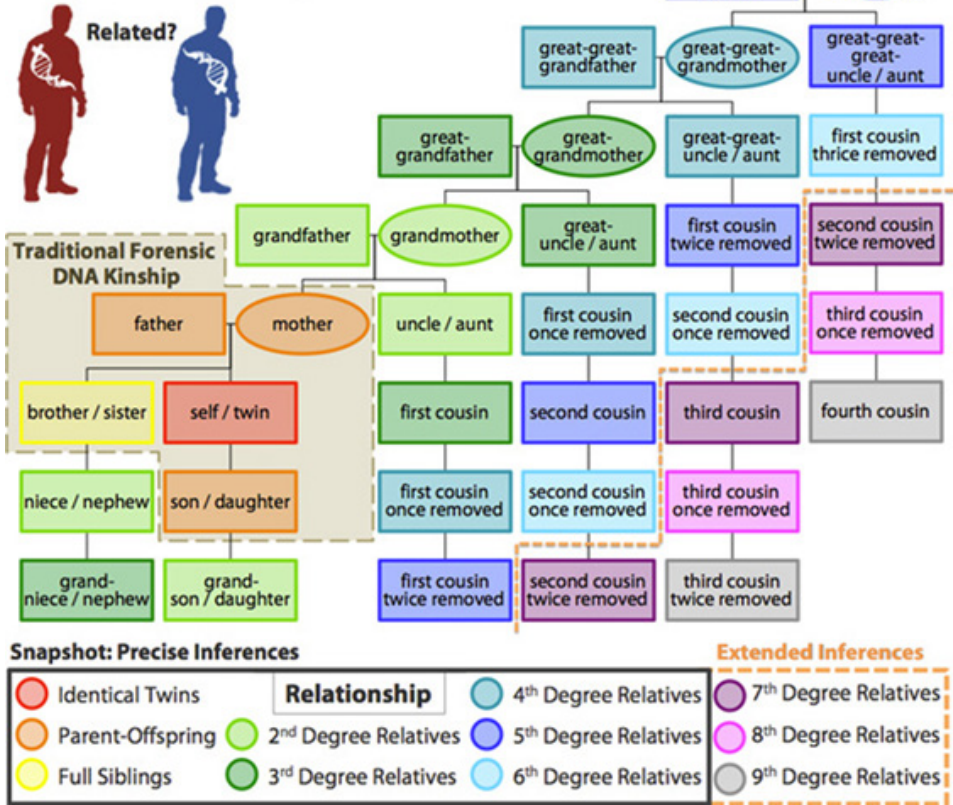 Related?
great-great-
grandfather
great-great-
grandmother
great-great-
great-
uncle / aunt
great-
grandfather
great-
grandmother
great-great-
uncle / aunt
first cousin
thrice removed
grandfather
grandmother
great-
uncle / aunt
first cousin
twice removed
second cousin
twice removed
Traditional Forensic
DNA Kinship
father
mother
uncle / aunt
first cousin
once removed
second cousin
once removed
third cousin
once removed
brother / sister
self / twin
first cousin
second cousin
third cousin
fourth cousin
niece / nephew
son / daughter
first cousin
once removed
second cousin
once removed
third cousin
once removed
grand-
niece / nephew
grand-
son / daughter
first cousin
twice removed
second cousin
twice removed
third cousin
twice removed
Snapshot: Precise Inferences
Relationship
Identical Twins
Parent-Offspring
Full Siblings
2nd Degree Relatives
3rd Degree Relatives
4th Degree Relatives
5th Degree Relatives
6th Degree Relatives
Extended Inferences
7th Degree Relatives
8th Degree Relatives
9th Degree Relatives